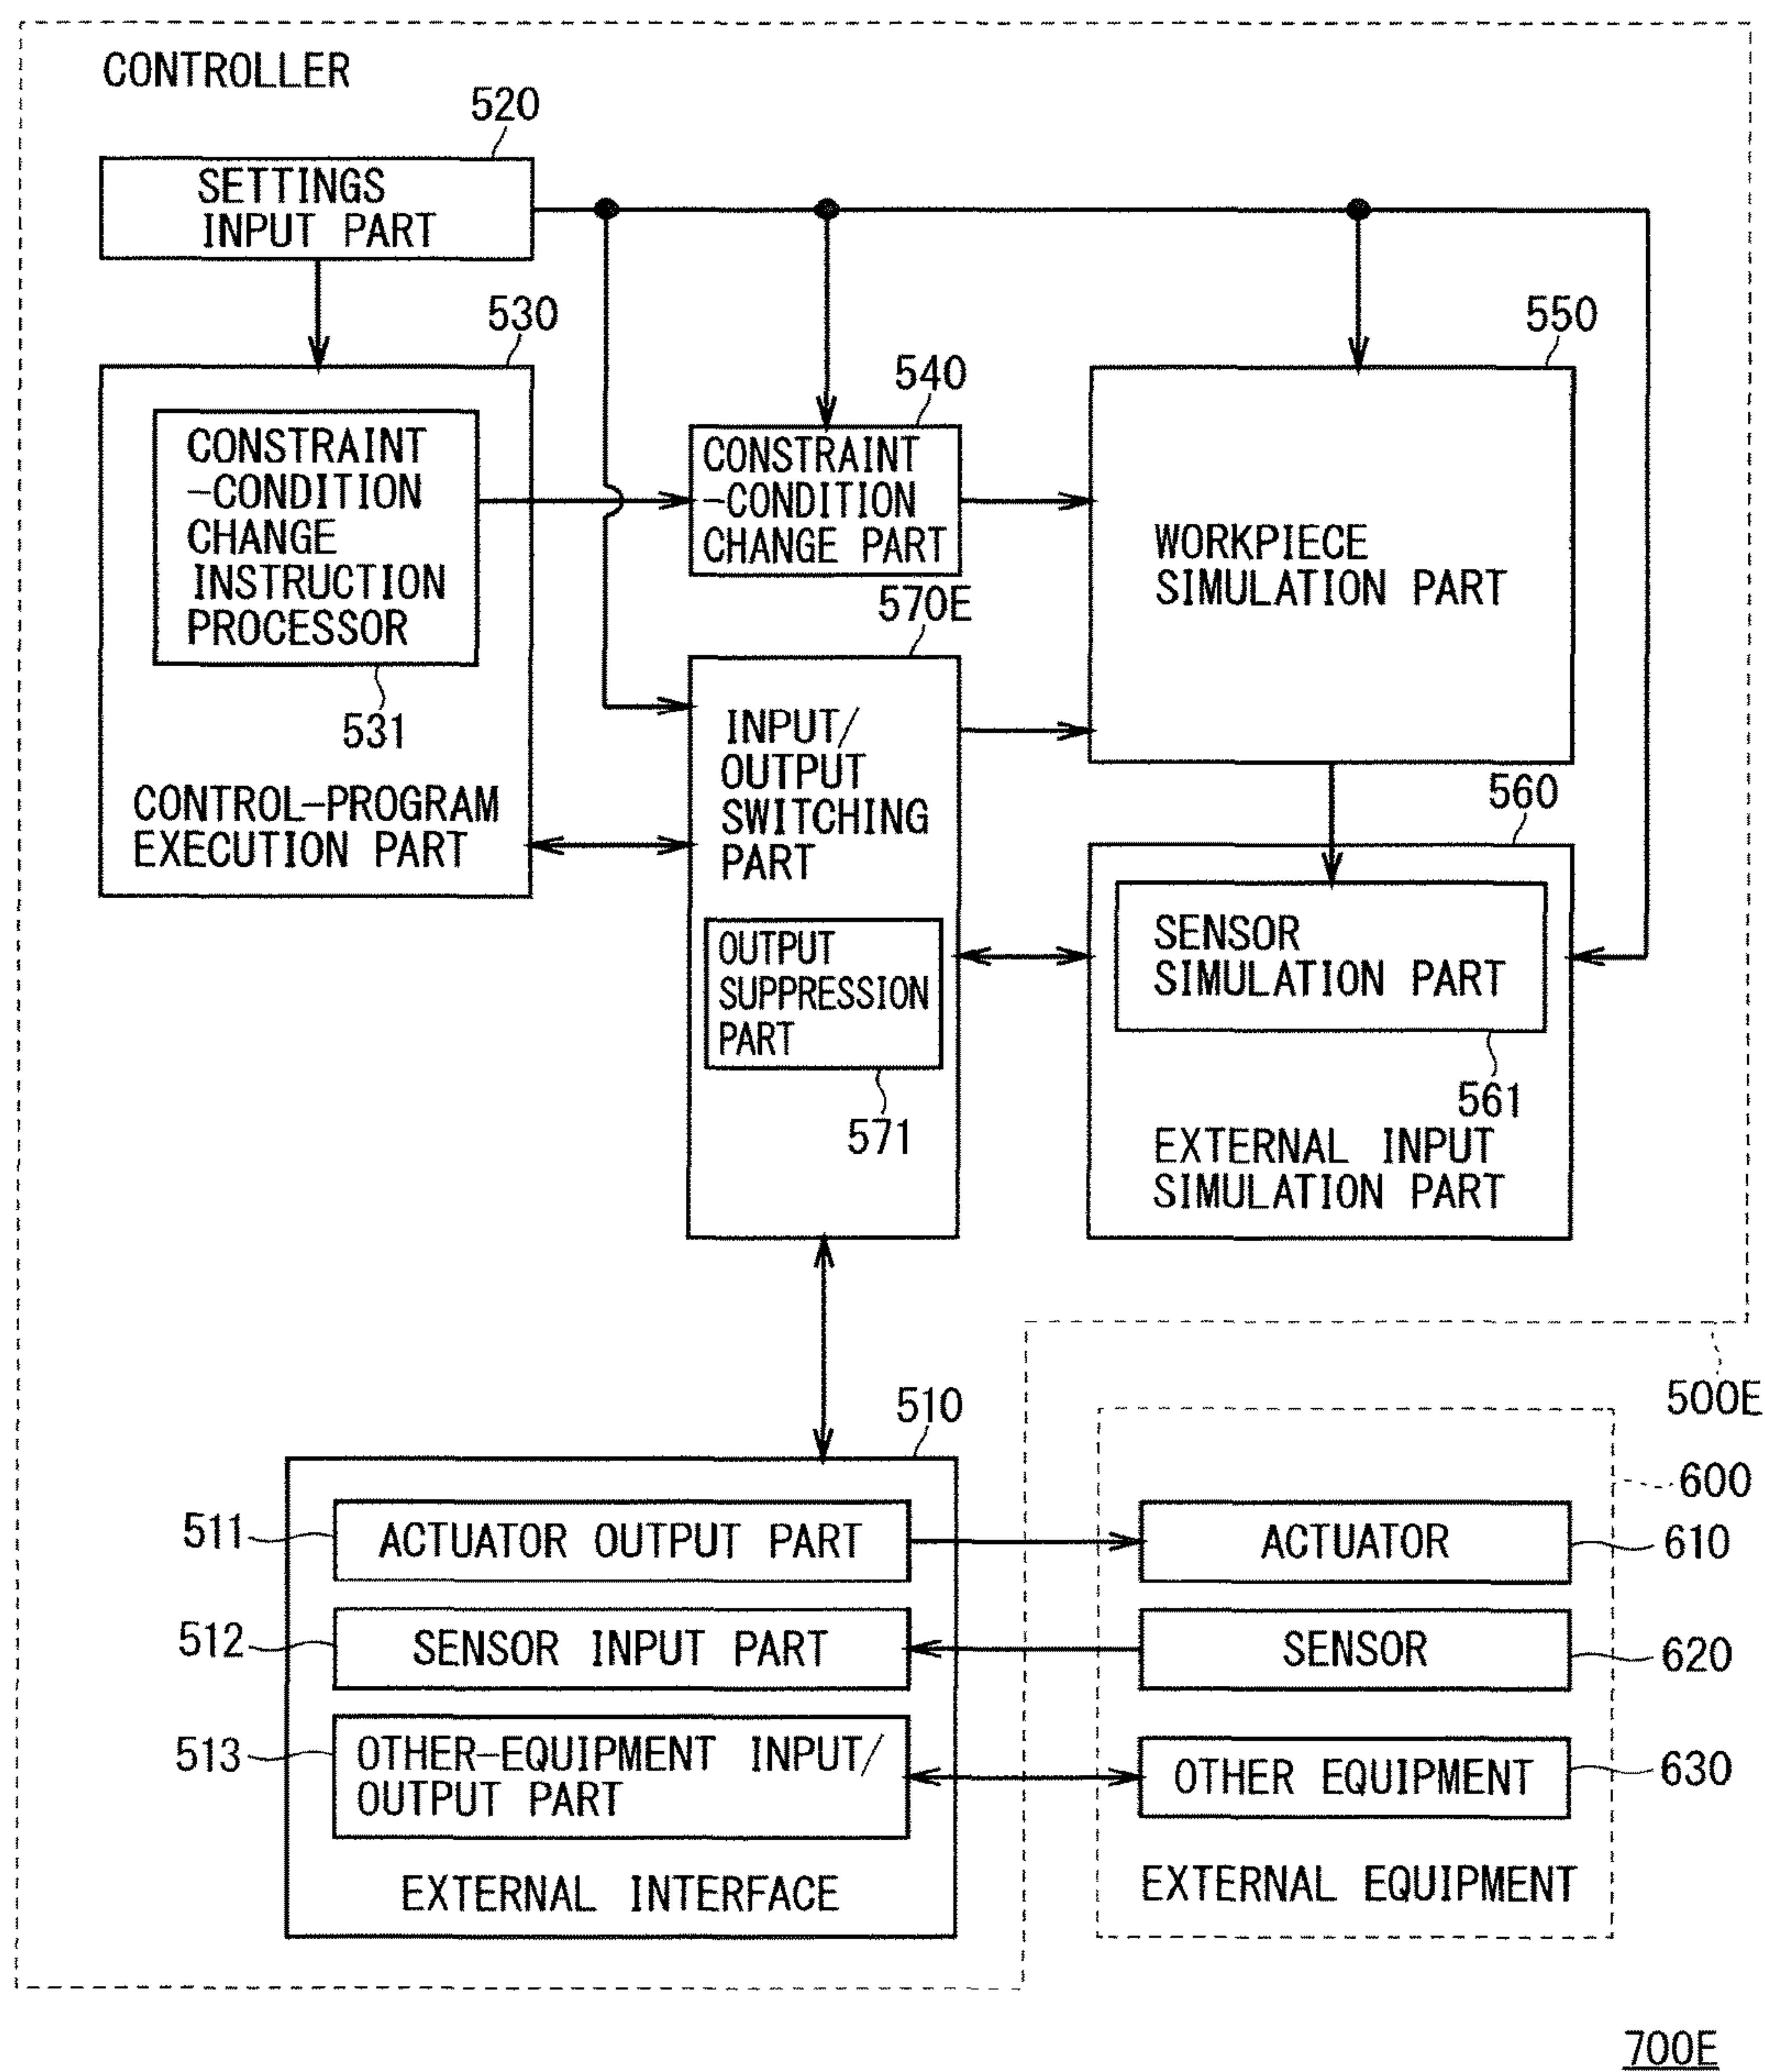 CONTROLLER
520
SETTINGS
INPUT PART
530
CONSTRAINT
-CONDITION
CHANGE
INSTRUCTION
PROCESSOR
531
CONTROL-PROGRAM
EXECUTION PART
540
CONSTRAINT
-CONDITION
CHANGE PART
550
WORKPIECE
SIMULATION PART
570E
INPUT/
OUTPUT
SWITCHING
PART
OUTPUT
SUPPRESSION
PART
571
560
SENSOR
SIMULATION PART
561
EXTERNAL INPUT
SIMULATION PART
500E
510
511
ACTUATOR OUTPUT PART
512
SENSOR INPUT PART
513
OTHER-EQUIPMENT INPUT/
OUTPUT PART
EXTERNAL INTERFACE
600
ACTUATOR
610
SENSOR
620
OTHER EQUIPMENT
630
EXTERNAL EQUIPMENT
700E